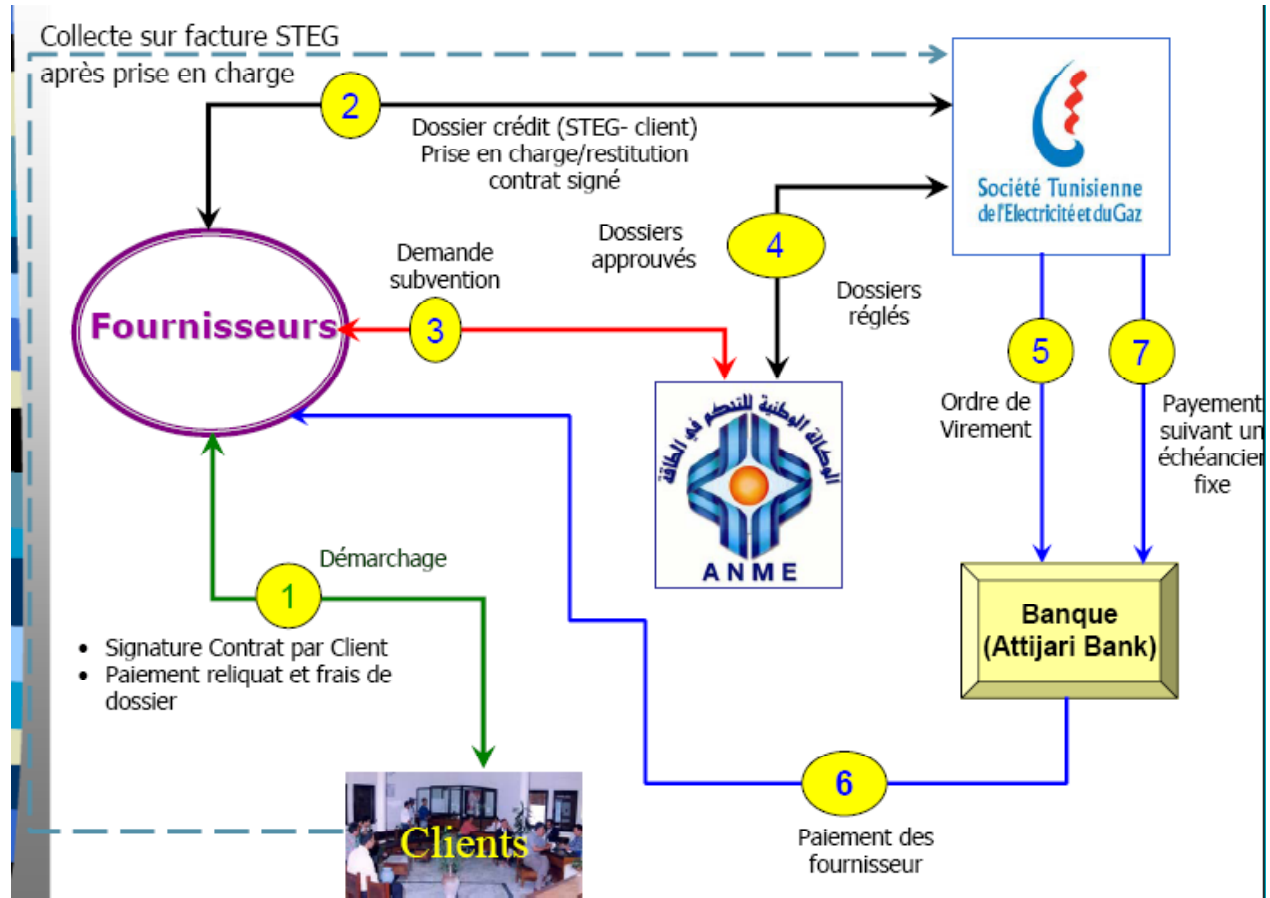 Collecte sur facture STEG
après prise en charge
2
Dossier crédit (STEG- client)
Prise en charge/restitution
contrat signé
Société Tunisienne
de l'Electricité et du Gaz
Dossiers
approuvés
4
Dossiers
réglés
Demande
subvention
3
Fournisseurs
الوكالة الوطنية للتحكم في الطاقة
ANME
5
7
Ordre de
Virement
Payement
suivant un
échéancier
fixe
Démarchage
1
• Signature Contrat par Client
• Paiement reliquat et frais de
dossier
Banque
(Attijari Bank)
6
Paiement des
fournisseur
Clients